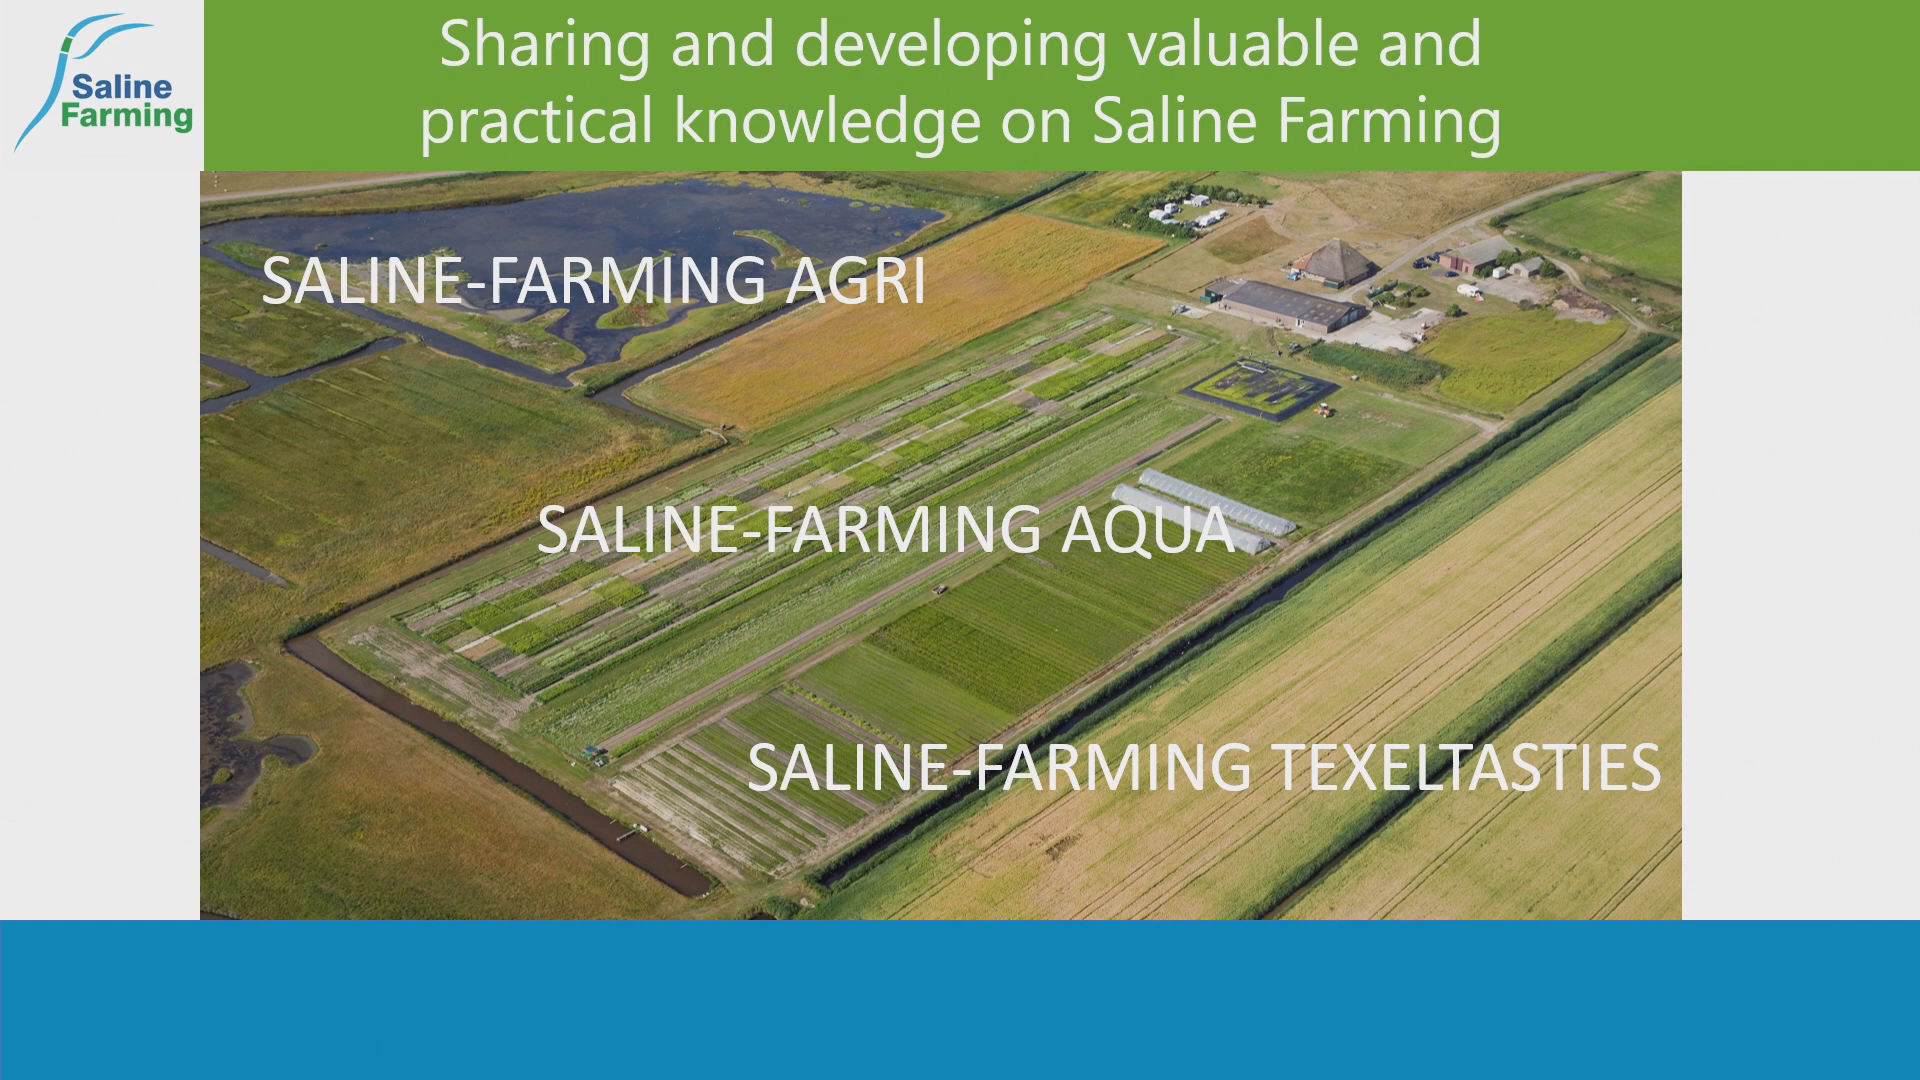 Saline
Farming
Sharing and developing valuable and
practical knowledge on Saline Farming
SALINE-FARMING AGRI
SALINE-FARMING AQUA
SALINE-FARMING TEXELTASTIES